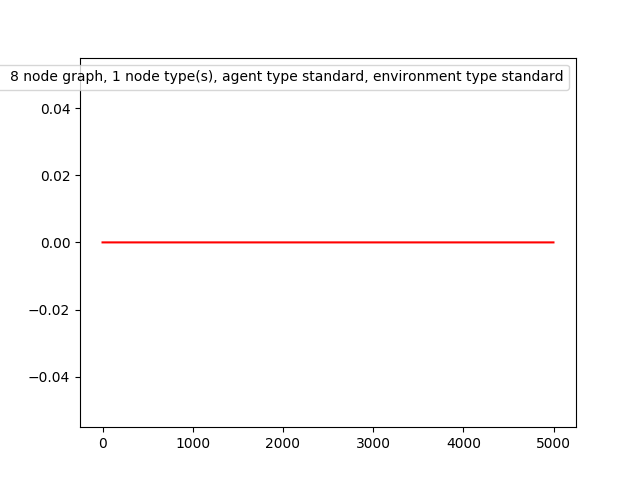 8 node graph, 1 node type(s), agent type standard, environment type standard
0.04
0.02
0.00
−0.02
−0.04
0 1000 2000 3000 4000 5000